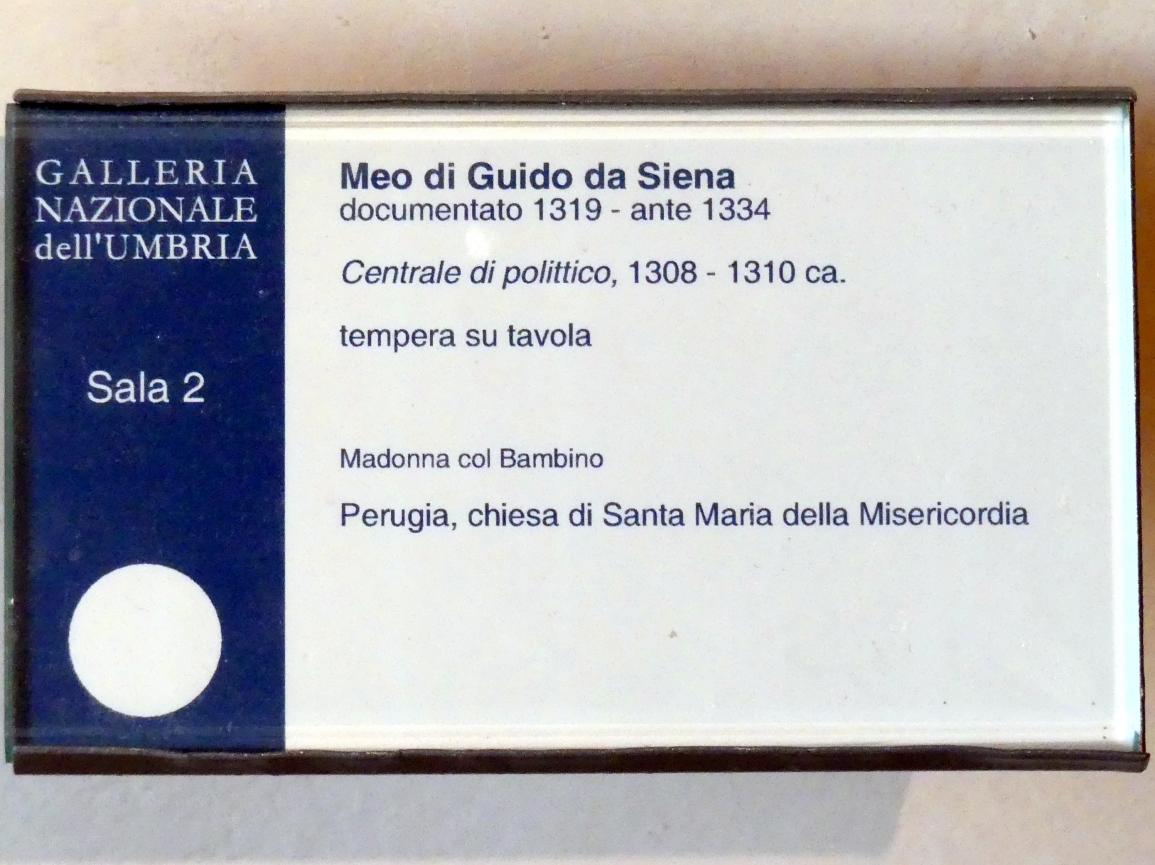 GALLERIA
NAZIONALE
dell'UMBRIA
Sala 2
Meo di Guido da Siena
documentato 1319 - ante 1334
Centrale di polittico, 1308 - 1310 ca.
tempera su tavola
Madonna col Bambino
Perugia, chiesa di Santa Maria della Misericordia